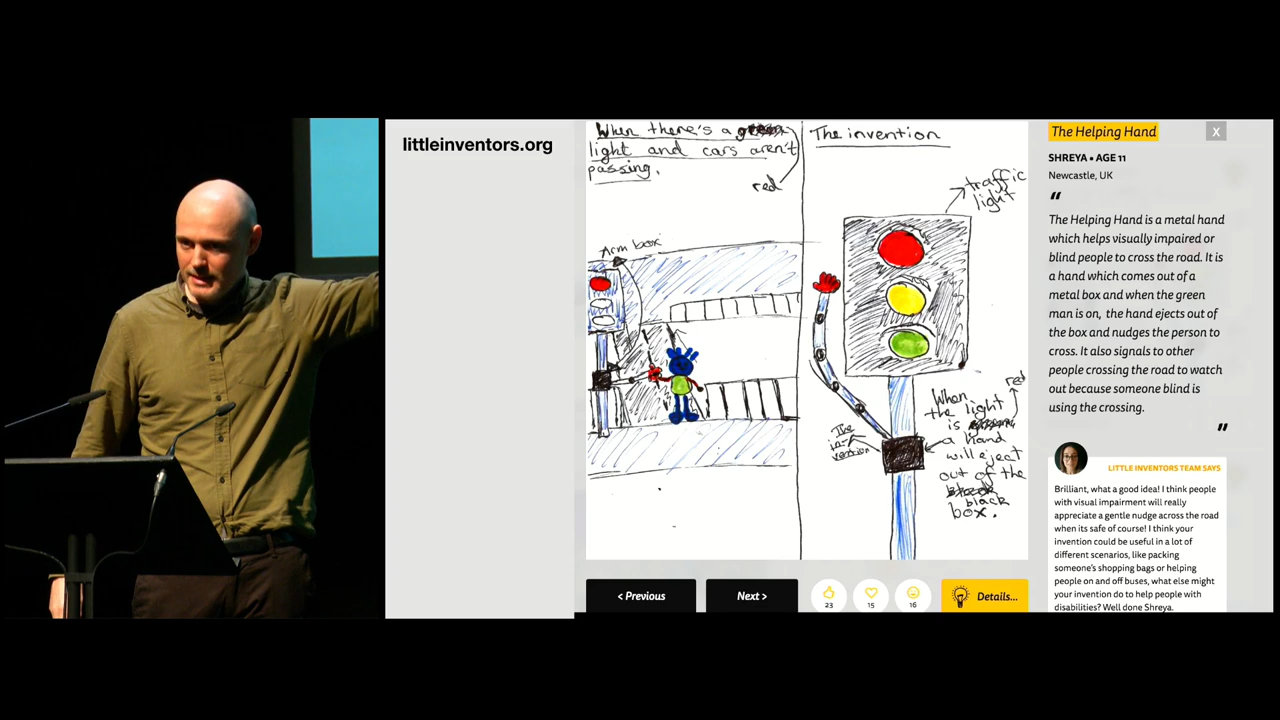 littleinventors.org
When there's a
light and cars aren't
passing.
red
Arm box
The invention
traffic
light
red
When
the light
is
a hand
will eject
out of the
black
box.
The
in-
vention
The Helping Hand
X
SHREYA • AGE 11
Newcastle, UK
“
The Helping Hand is a metal hand
which helps visually impaired or
blind people to cross the road. It is
a hand which comes out of a
metal box and when the green
man is on, the hand ejects out of
the box and nudges the person to
cross. It also signals to other
people crossing the road to watch
out because someone blind is
using the crossing.
”
LITTLE INVENTORS TEAM SAYS
Brilliant, what a good idea! I think people
with visual impairment will really
appreciate a gentle nudge across the road
when its safe of course! I think your
invention could be useful in a lot of
different scenarios, like packing
someone's shopping bags or helping
people on and off buses, what else might
your invention do to help people with
disabilities? Well done Shreya.
< Previous
Next >
23
15
16
Details...